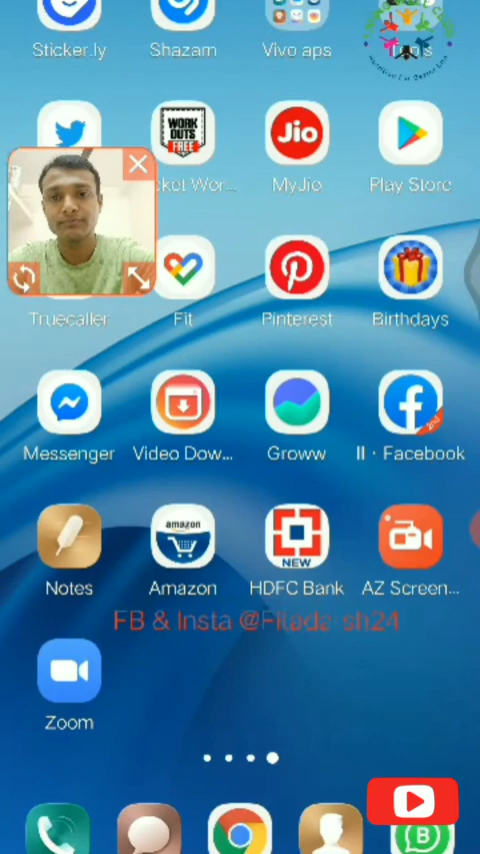 Sticker.ly Shazam Vivo aps Tools
WORK
OUTS
FREE
Jio
MyJio Play Store
Truecaller Fit Pinterest Birthdays
Messenger Video Dow... Groww II · Facebook
amazon
NEW
Notes Amazon HDFC Bank AZ Screen...
FB & Insta
Zoom
B